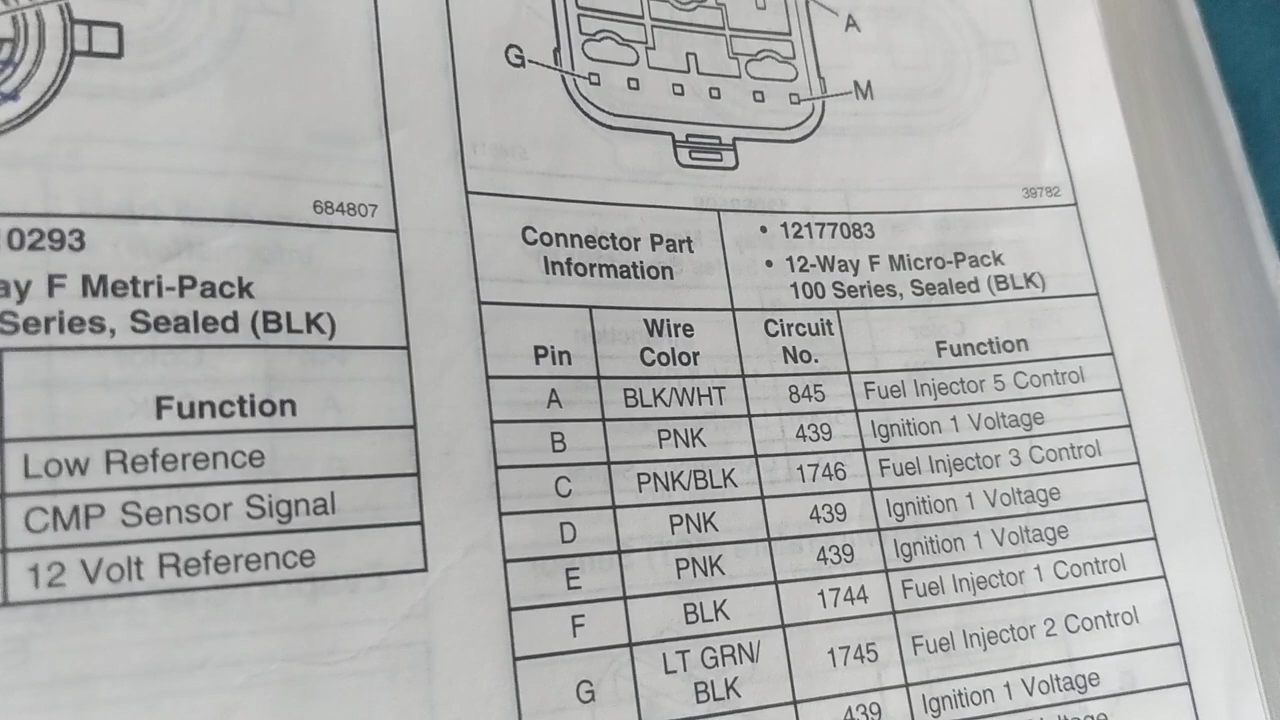 684807
10293
ay F Metri-Pack
Series, Sealed (BLK)
Function
Low Reference
CMP Sensor Signal
12 Volt Reference
A
G
M
39782
Connector Part
Information
• 12177083
• 12-Way F Micro-Pack
100 Series, Sealed (BLK)
Pin
Wire
Color
Circuit
No.
Function
A BLK/WHT 845 Fuel Injector 5 Control
B PNK 439 Ignition 1 Voltage
C PNK/BLK 1746 Fuel Injector 3 Control
D PNK 439 Ignition 1 Voltage
E PNK 439 Ignition 1 Voltage
F BLK 1744 Fuel Injector 1 Control
G LT GRN/
BLK 1745 Fuel Injector 2 Control
439 Ignition 1 Voltage